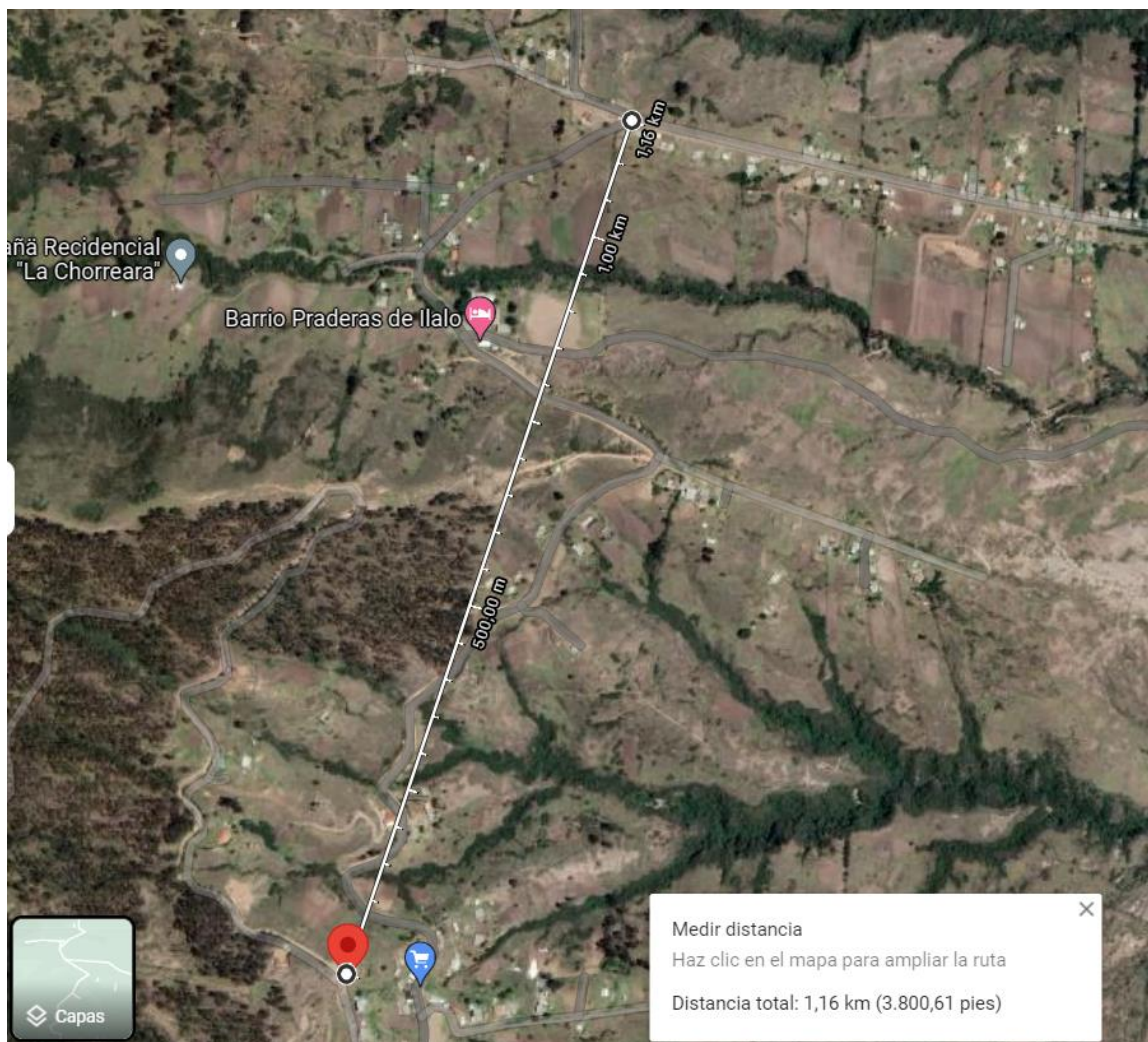 1,16 km
1,00 km
añä Recidencial
"La Chorreara"
Barrio Praderas de Ilalo
500,00 m
Medir distancia
Haz clic en el mapa para ampliar la ruta
Distancia total: 1,16 km (3.800,61 pies)
Capas